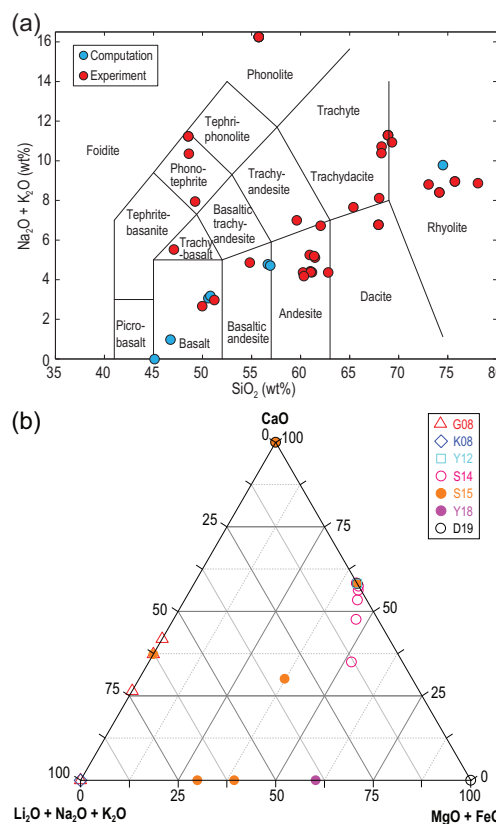 (a)
16
14
12
10
8
6
4
2
0
Na2O + K2O (wt%)
Computation
Experiment
Phonolite
Trachyte
Foidite
Tephri-
phonolite
Phono-
tephrite
Trachy-
andesite
Trachydacite
Tephrite-
basanite
Basaltic
trachy-
andesite
Rhyolite
Trachy-
basalt
Dacite
Picro-
basalt
Basalt
Basaltic
andesite
Andesite
35 40 45 50 55 60 65 70 75 80
SiO2 (wt%)
(b)
CaO
0 100
G08
K08
Y12
S14
S15
Y18
D19
25 75
50 50
75 25
100 0
0 25 50 75 100
Li2O + Na2O + K2O
MgO + FeO